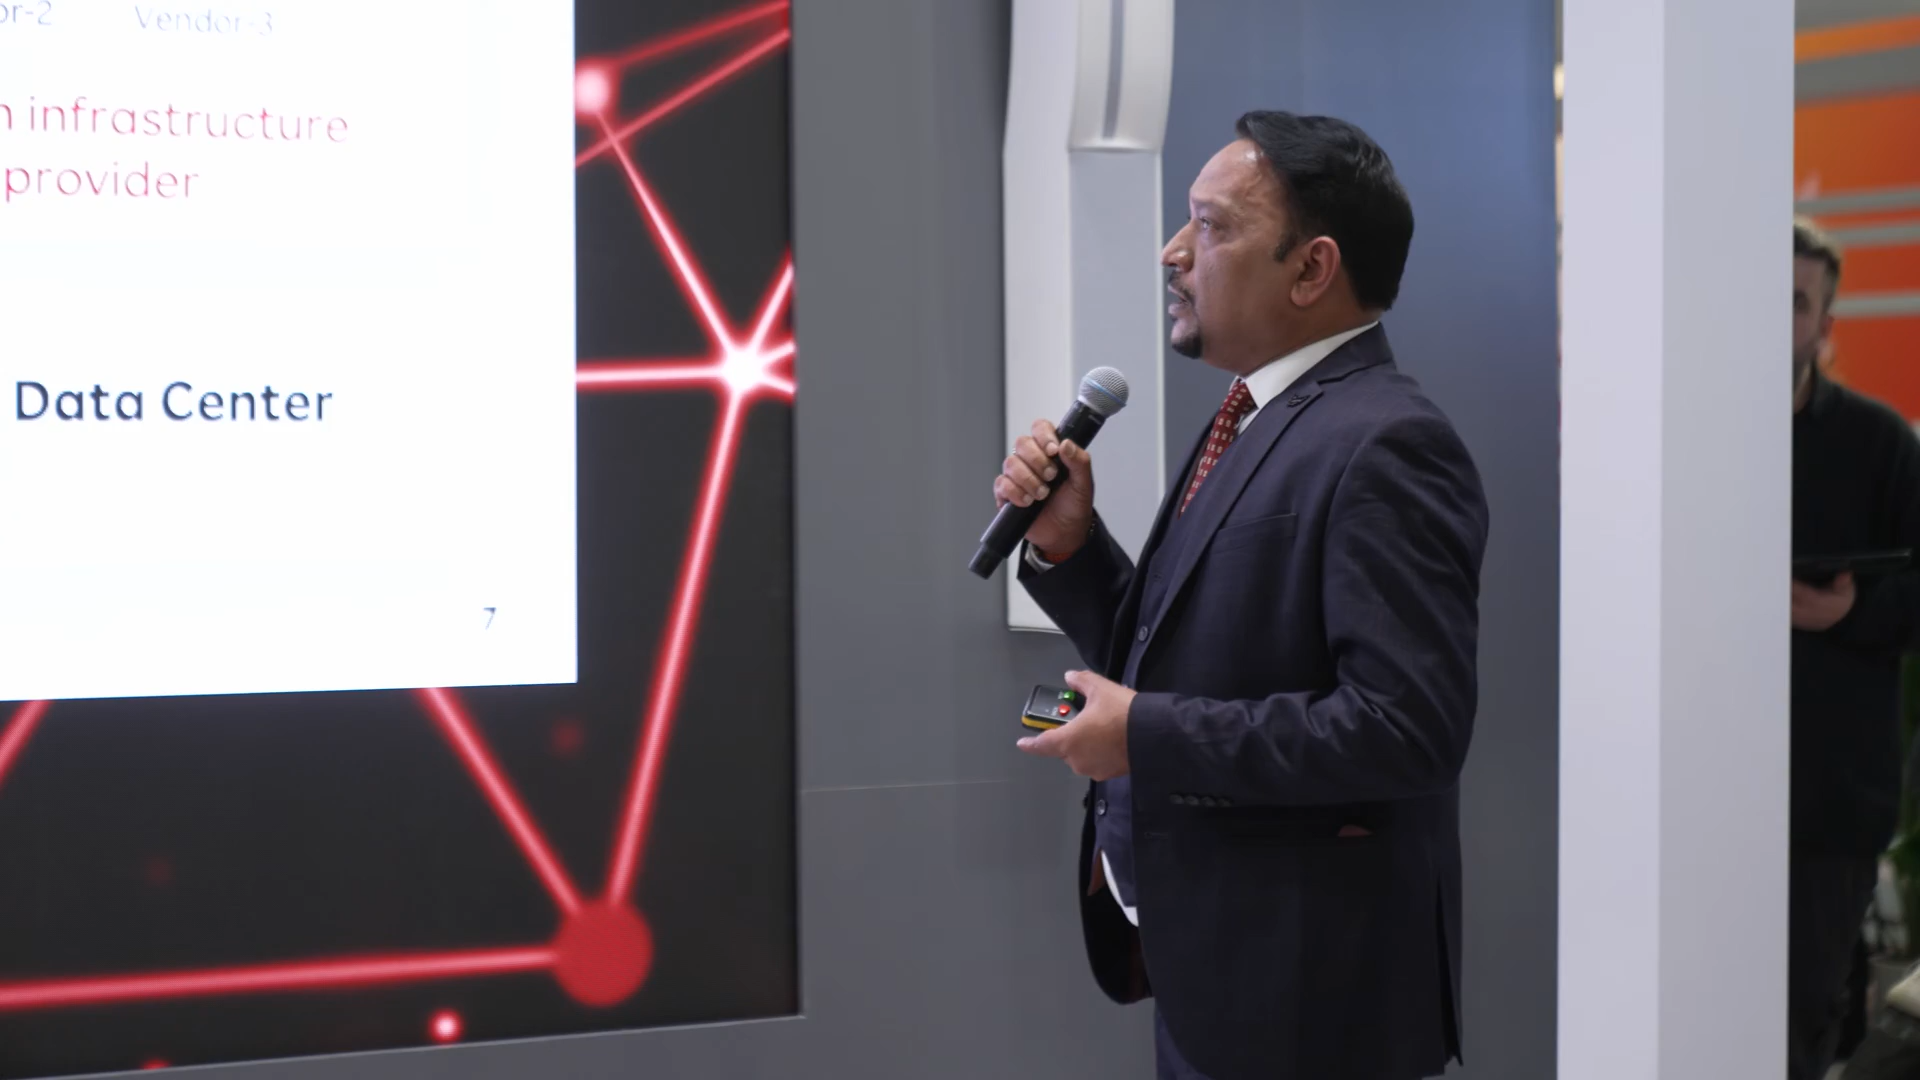 Vendor-3
infrastructure
provider
Data Center
7